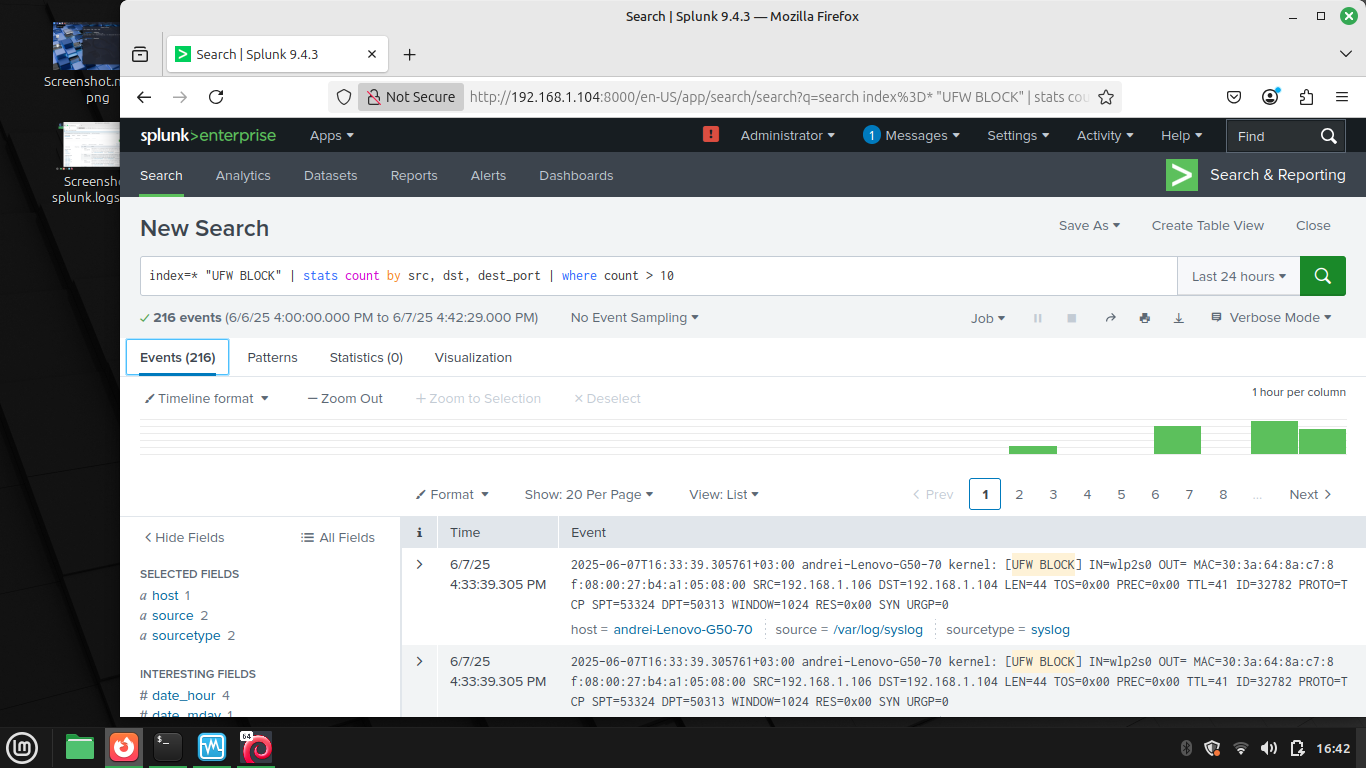 Search | Splunk 9.4.3 — Mozilla Firefox
Screenshot.
png
Search | Splunk 9.4.3
Not Secure http://192.168.1.104:8000/en-US/app/search/search?q=search index%3D* "UFW BLOCK" | stats cou
splunk>enterprise Apps Administrator 1 Messages Settings Activity Help Find
Screensh
splunk.logs
Search Analytics Datasets Reports Alerts Dashboards Search & Reporting
New Search Save As Create Table View Close
index=* "UFW BLOCK" | stats count by src, dst, dest_port | where count > 10 Last 24 hours
216 events (6/6/25 4:00:00.000 PM to 6/7/25 4:42:29.000 PM) No Event Sampling Job Verbose Mode
Events (216) Patterns Statistics (0) Visualization
Timeline format — Zoom Out + Zoom to Selection × Deselect 1 hour per column
Format Show: 20 Per Page View: List < Prev 1 2 3 4 5 6 7 8 ... Next >
< Hide Fields All Fields i Time Event
SELECTED FIELDS
a host 1
a source 2
a sourcetype 2
INTERESTING FIELDS
# date_hour 4
# date_mday 1
> 6/7/25
4:33:39.305 PM
2025-06-07T16:33:39.305761+03:00 andrei-Lenovo-G50-70 kernel: [UFW BLOCK] IN=wlp2s0 OUT= MAC=30:3a:64:8a:c7:8
f:08:00:27:b4:a1:05:08:00 SRC=192.168.1.106 DST=192.168.1.104 LEN=44 TOS=0x00 PREC=0x00 TTL=41 ID=32782 PROTO=T
CP SPT=53324 DPT=50313 WINDOW=1024 RES=0x00 SYN URGP=0
host = andrei-Lenovo-G50-70 source = /var/log/syslog sourcetype = syslog
> 6/7/25
4:33:39.305 PM
2025-06-07T16:33:39.305761+03:00 andrei-Lenovo-G50-70 kernel: [UFW BLOCK] IN=wlp2s0 OUT= MAC=30:3a:64:8a:c7:8
f:08:00:27:b4:a1:05:08:00 SRC=192.168.1.106 DST=192.168.1.104 LEN=44 TOS=0x00 PREC=0x00 TTL=41 ID=32782 PROTO=T
CP SPT=53324 DPT=50313 WINDOW=1024 RES=0x00 SYN URGP=0
64
16:42